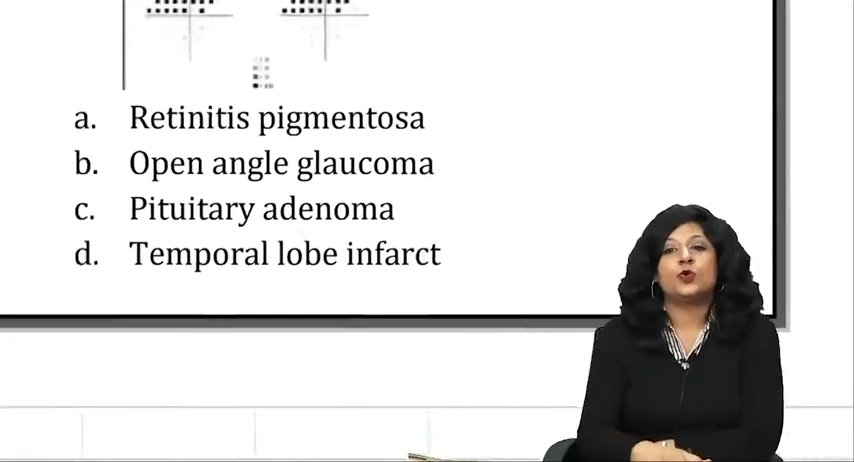 a. Retinitis pigmentosa
b. Open angle glaucoma
c. Pituitary adenoma
d. Temporal lobe infarct